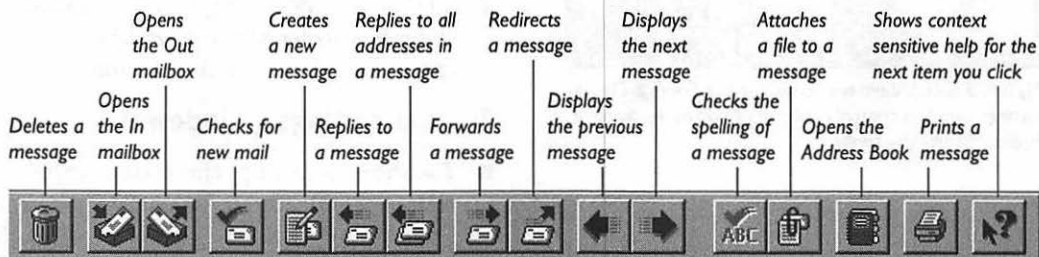 Opens
the Out
mailbox
Creates
a new
message
Replies to all
addresses in
a message
Redirects
a message
Displays
the next
message
Attaches
a file to a
message
Shows context
sensitive help for the
next item you click
Deletes a
message
Opens
the In
mailbox
Checks for
new mail
Replies to
a message
Forwards
a message
Displays
the previous
message
Checks the
spelling of
a message
Opens the
Address Book
Prints a
message
ABC